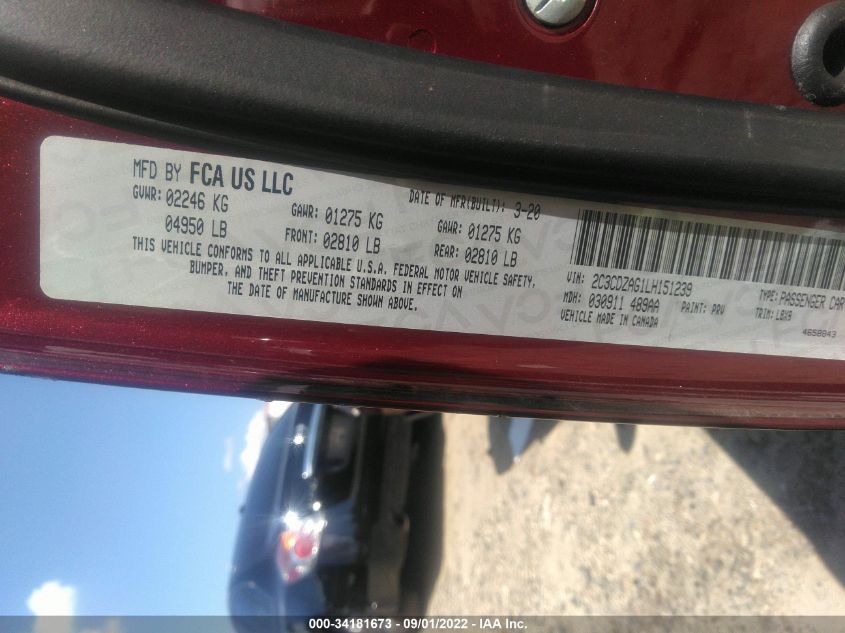 MFD BY FCA US LLC
DATE OF MFR(BUILT): 3-20
GVWR: 02246 KG
GAWR: 01275 KG
GAWR: 01275 KG
04950 LB
FRONT: 02810 LB
REAR: 02810 LB
THIS VEHICLE CONFORMS TO ALL APPLICABLE U.S.A. FEDERAL MOTOR VEHICLE SAFETY,
BUMPER, AND THEFT PREVENTION STANDARDS IN EFFECT ON
THE DATE OF MANUFACTURE SHOWN ABOVE.
VIN: 2C3CDZAG1LH151239
TYPE: PASSENGER CAR
MDH: 030911 489AA
PAINT: PRV
TRIM: LBX9
VEHICLE MADE IN CANADA
4658843
000-34181673 - 09/01/2022 - IAA Inc.